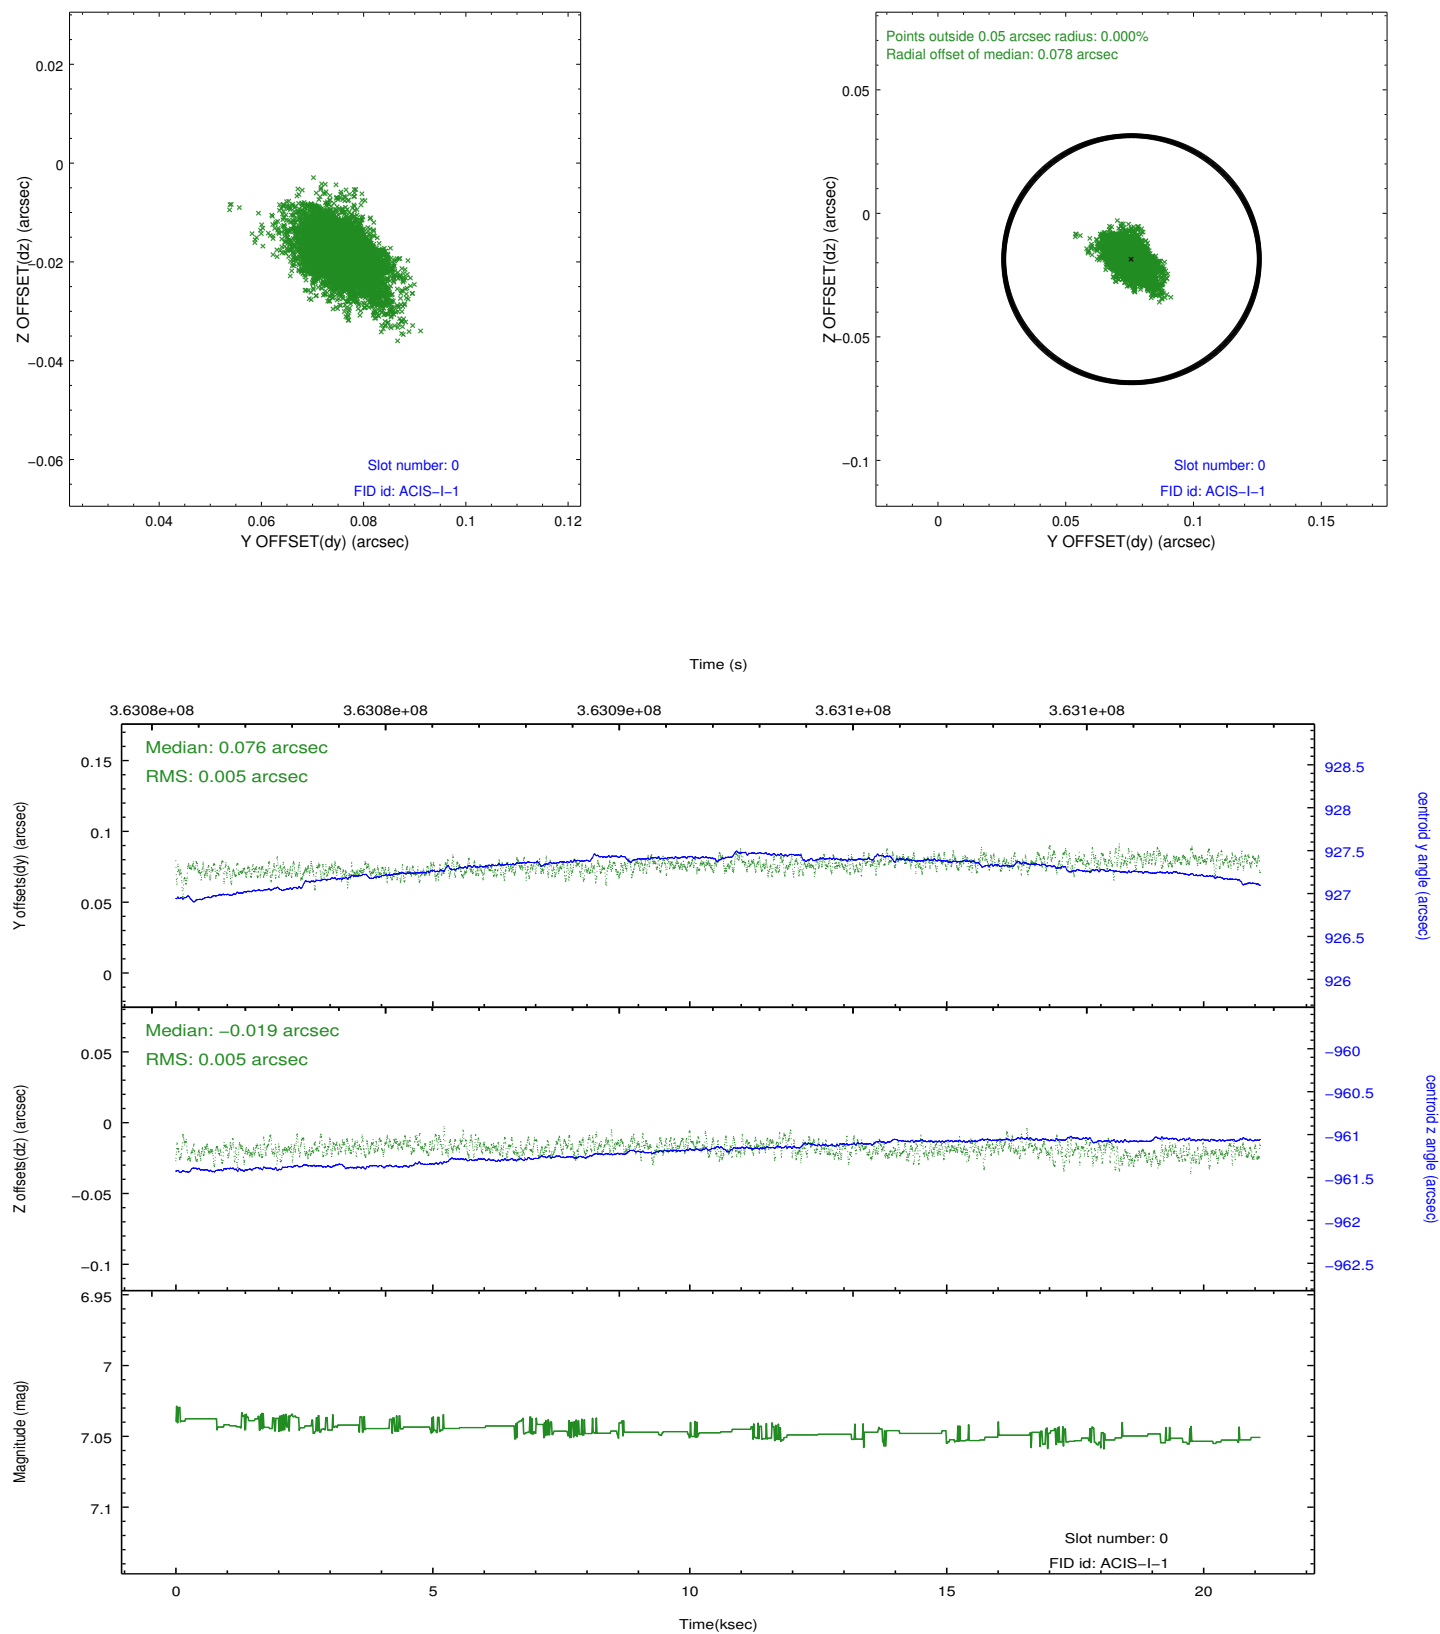 0.02
0
−0.02
−0.04
−0.06
Z OFFSET(dz) (arcsec)
Slot number: 0
FID id: ACIS−I−1
0.04
0.06
0.08
0.1
0.12
Y OFFSET(dy) (arcsec)
Points outside 0.05 arcsec radius: 0.000%
Radial offset of median: 0.078 arcsec
0.05
0
−0.05
−0.1
Z OFFSET(dz) (arcsec)
Slot number: 0
FID id: ACIS−I−1
0
0.05
0.1
0.15
Y OFFSET(dy) (arcsec)
Time (s)
3.6308e+08
3.6308e+08
3.6309e+08
3.631e+08
3.631e+08
Median: 0.076 arcsec
RMS: 0.005 arcsec
0.15
0.1
0.05
0
Y offsets(dy) (arcsec)
928.5
928
927.5
927
926.5
926
centroid y angle (arcsec)
Median: −0.019 arcsec
RMS: 0.005 arcsec
0.05
0
−0.05
−0.1
Z offsets(dz) (arcsec)
−960
−960.5
−961
−961.5
−962
−962.5
centroid z angle (arcsec)
6.95
7
7.05
7.1
Magnitude (mag)
Slot number: 0
FID id: ACIS−I−1
0
5
10
15
20
Time(ksec)